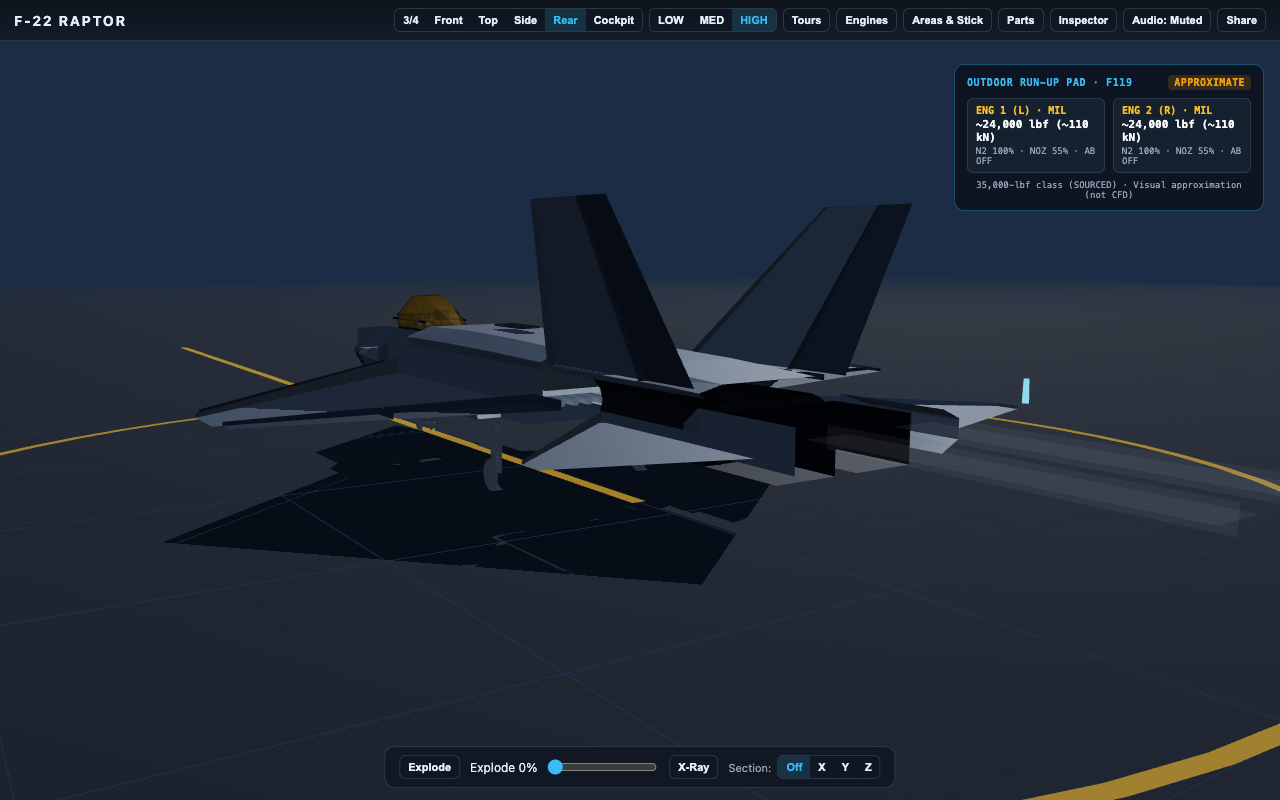 F-22 RAPTOR
3/4 Front Top Side Rear Cockpit LOW MED HIGH Tours Engines Areas & Stick Parts Inspector Audio: Muted Share
OUTDOOR RUN-UP PAD · F119 APPROXIMATE
ENG 1 (L) · MIL
~24,000 lbf (~110
kN)
N2 100% · NOZ 55% · AB
OFF
ENG 2 (R) · MIL
~24,000 lbf (~110
kN)
N2 100% · NOZ 55% · AB
OFF
35,000-lbf class (SOURCED) · Visual approximation
(not CFD)
Explode Explode 0% X-Ray Section: Off X Y Z